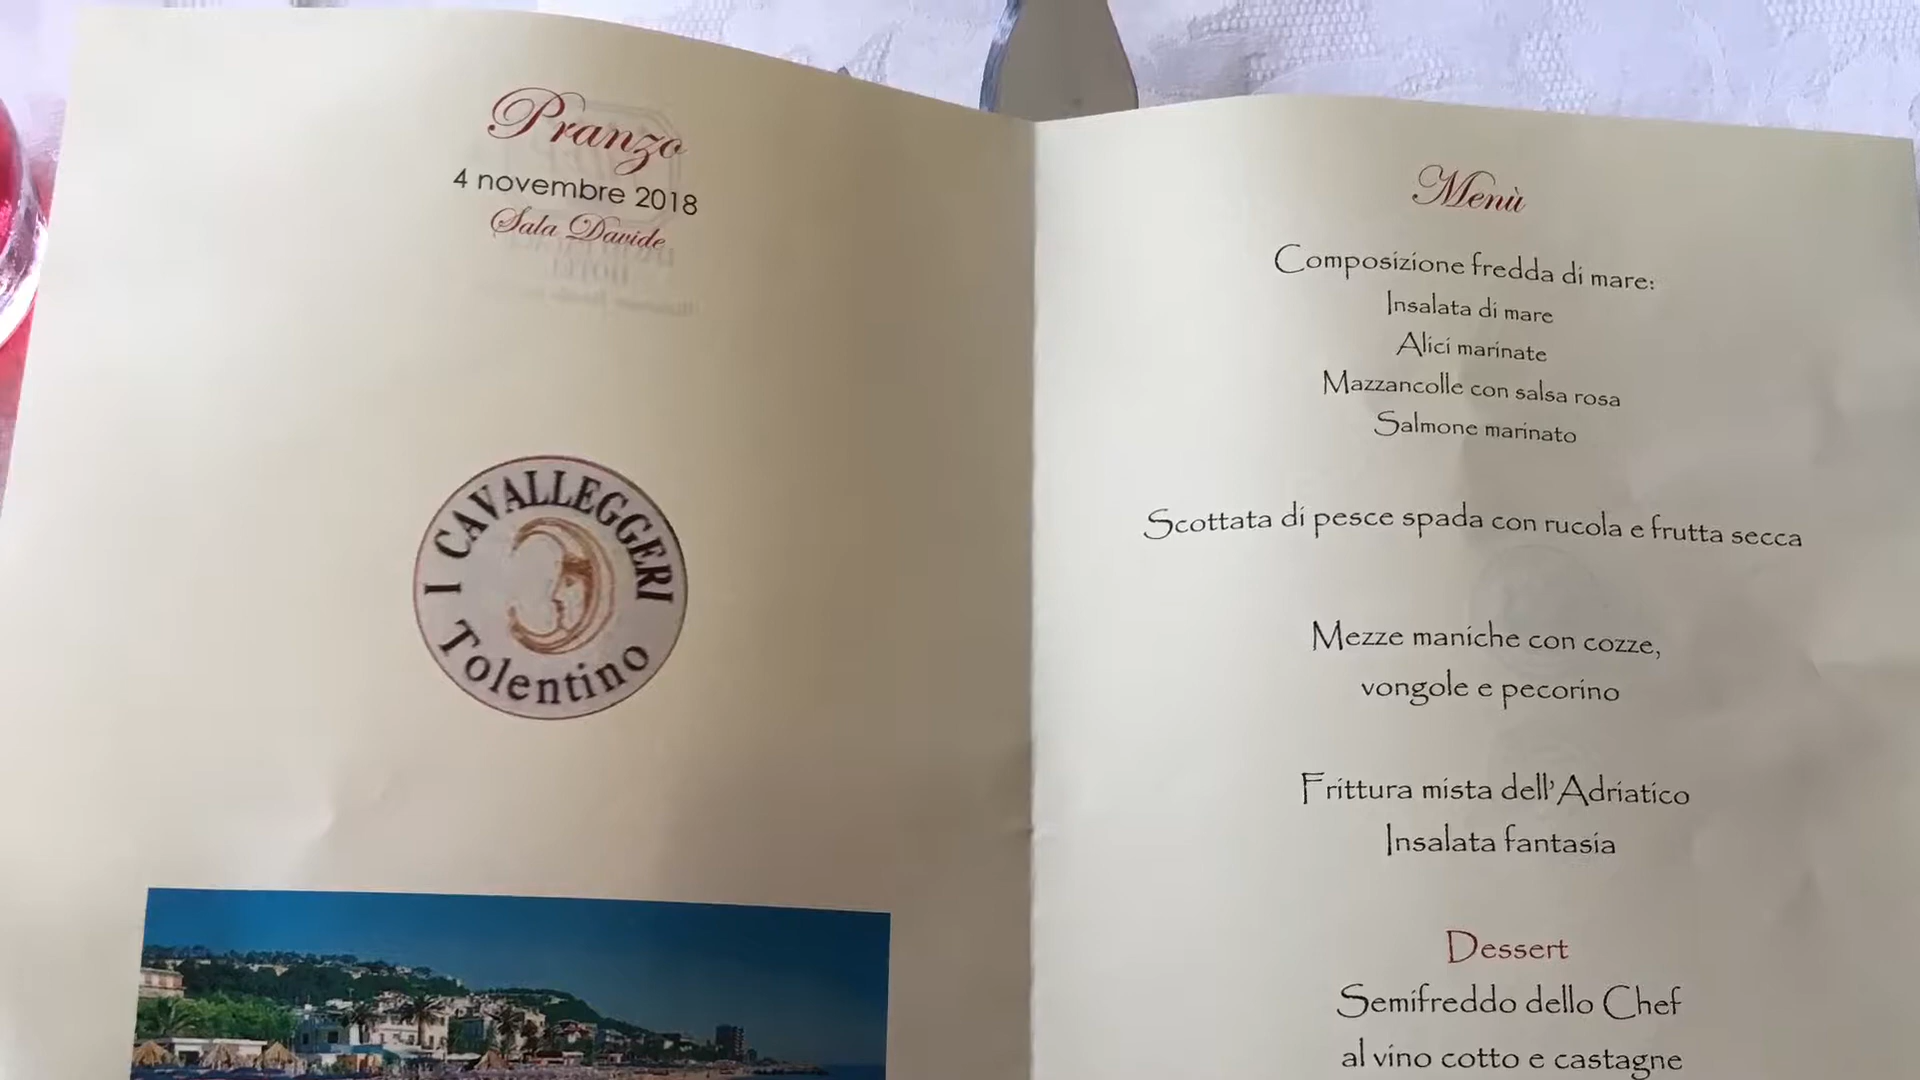 Pranzo
4 novembre 2018
Sala Davide
I CAVALLEGGERI
Tolentino
Menù
Composizione fredda di mare:
Insalata di mare
Alici marinate
Mazzancolle con salsa rosa
Salmone marinato
Scottata di pesce spada con rucola e frutta secca
Mezze maniche con cozze,
vongole e pecorino
Frittura mista dell'Adriatico
Insalata fantasia
Dessert
Semifreddo dello Chef
al vino cotto e castagne